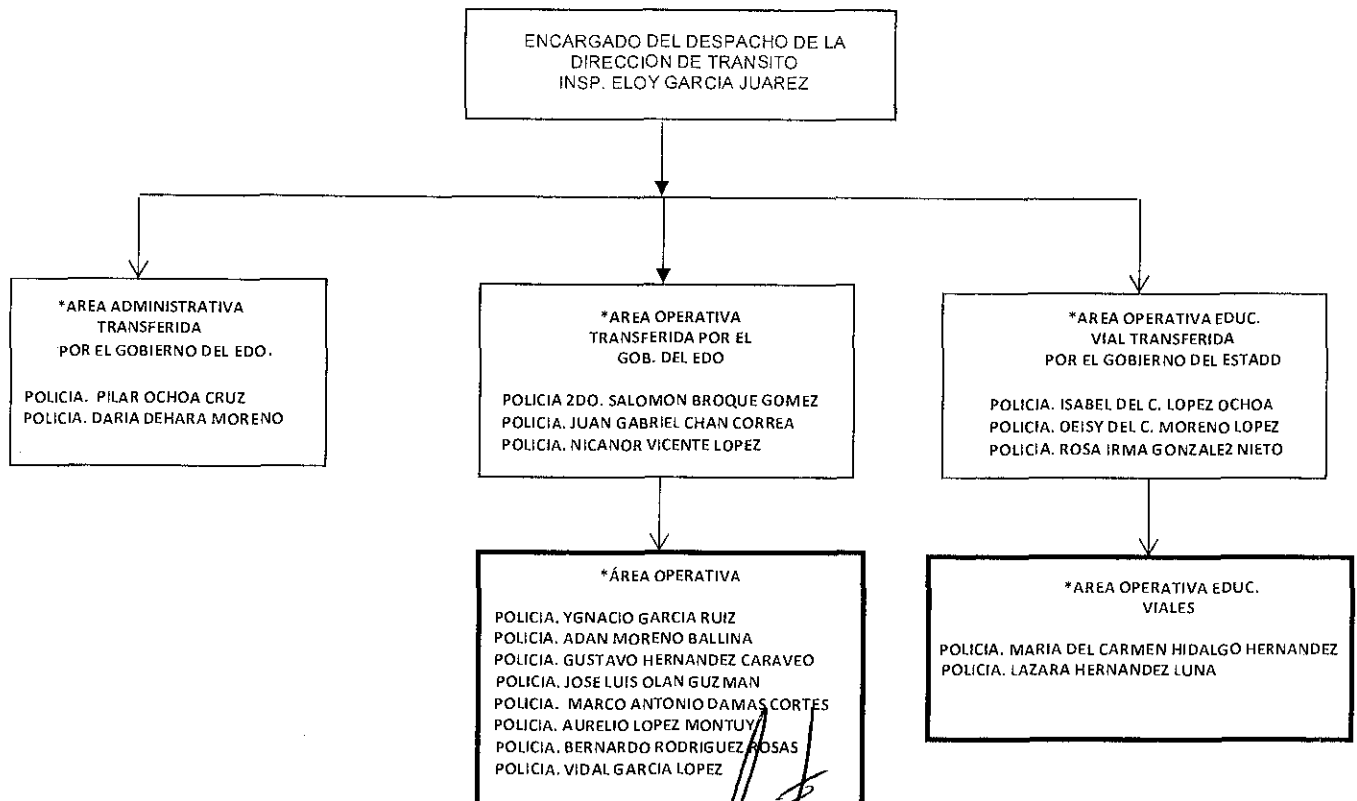 ENCARGADO DEL DESPACHO DE LA
DIRECCION DE TRANSITO
INSP. ELOY GARCIA JUAREZ
*AREA ADMINISTRATIVA
TRANSFERIDA
POR EL GOBIERNO DEL EDO.
POLICIA. PILAR OCHOA CRUZ
POLICIA. DARIA DEHARA MORENO
*AREA OPERATIVA
TRANSFERIDA POR EL
GOB. DEL EDO
POLICIA 2DO. SALOMON BROQUE GOMEZ
POLICIA. JUAN GABRIEL CHAN CORREA
POLICIA. NICANOR VICENTE LOPEZ
*AREA OPERATIVA EDUC.
VIAL TRANSFERIDA
POR EL GOBIERNO DEL ESTADD
POLICIA. ISABEL DEL C. LOPEZ OCHOA
POLICIA. OEISY DEL C. MORENO LOPEZ
POLICIA. ROSA IRMA GONZALEZ NIETO
*ÁREA OPERATIVA
POLICIA. YGNACIO GARCIA RUIZ
POLICIA. ADAN MORENO BALLINA
POLICIA. GUSTAVO HERNANDEZ CARAVEO
POLICIA. JOSE LUIS OLAN GUZMAN
POLICIA. MARCO ANTONIO DAMAS CORTES
POLICIA. AURELIO LOPEZ MONTUY
POLICIA. BERNARDO RODRIGUEZ ROSAS
POLICIA. VIDAL GARCIA LOPEZ
*AREA OPERATIVA EDUC.
VIALES
POLICIA. MARIA DEL CARMEN HIDALGO HERNANDEZ
POLICIA. LAZARA HERNANDEZ LUNA